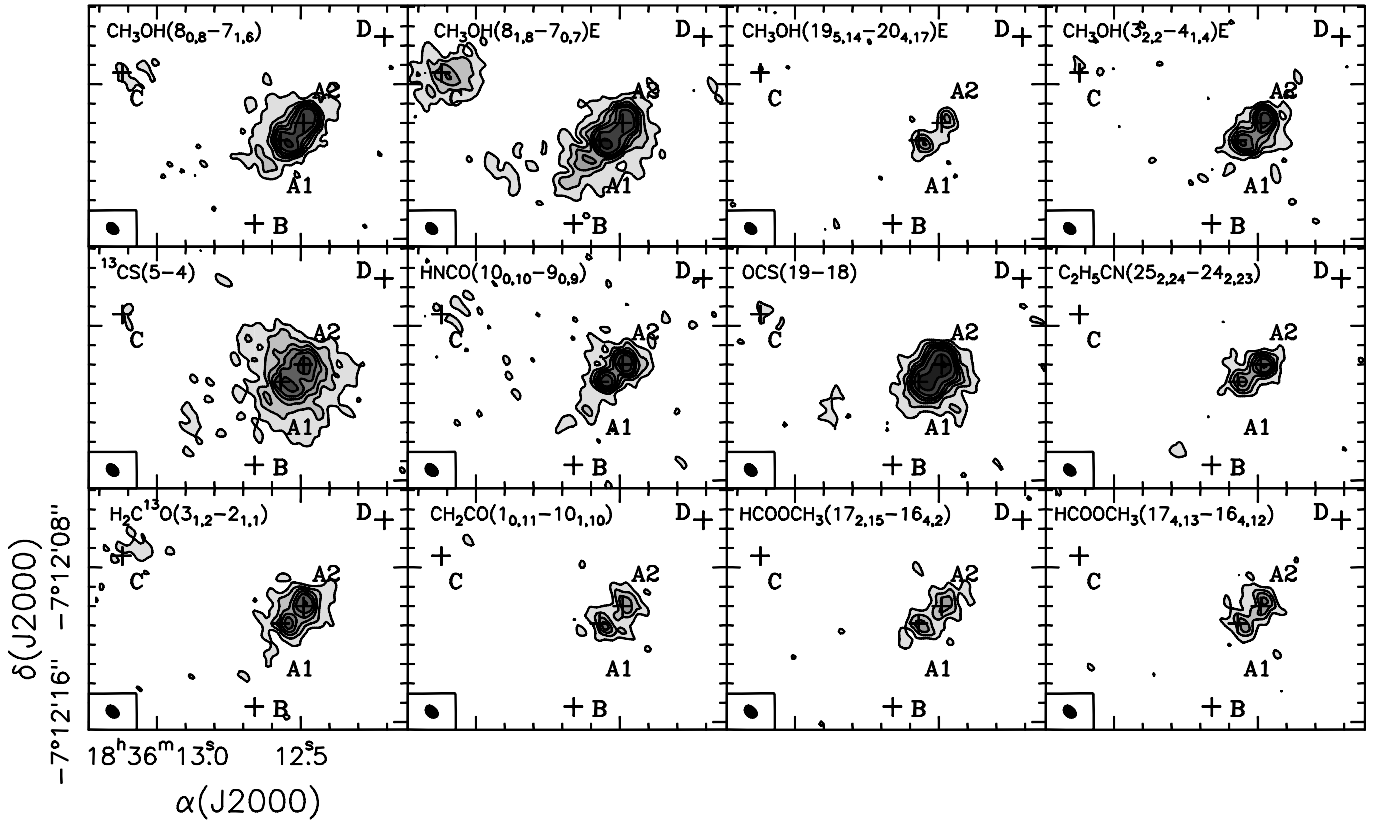 CH₃OH(8₀,₈−7₁,₆) D
A2
C
A1
B
CH₃OH(8₁,₈−7₀,₇)E D
A2
C
A1
B
CH₃OH(19₅,₁₄−20₄,₁₇)E D
A2
C
A1
B
CH₃OH(3₂,₂−4₁,₄)E D
A2
C
A1
B
¹³CS(5−4) D
A2
C
A1
B
HNCO(10₀,₁₀−9₀,₉) D
A2
C
A1
B
OCS(19−18) D
A2
C
A1
B
C₂H₅CN(25₂,₂₄−24₂,₂₃) D
A2
C
A1
B
H₂C¹³O(3₁,₂−2₁,₁) D
A2
C
A1
B
CH₂CO(1₀,₁₁−10₁,₁₀) D
A2
C
A1
B
HCOOCH₃(17₂,₁₅−16₄,₂) D
A2
C
A1
B
HCOOCH₃(17₄,₁₃−16₄,₁₂) D
A2
C
A1
B
δ(J2000)
−7°12'08"
−7°12'16"
18ʰ36ᵐ13ˢ.0 12ˢ.5
α(J2000)